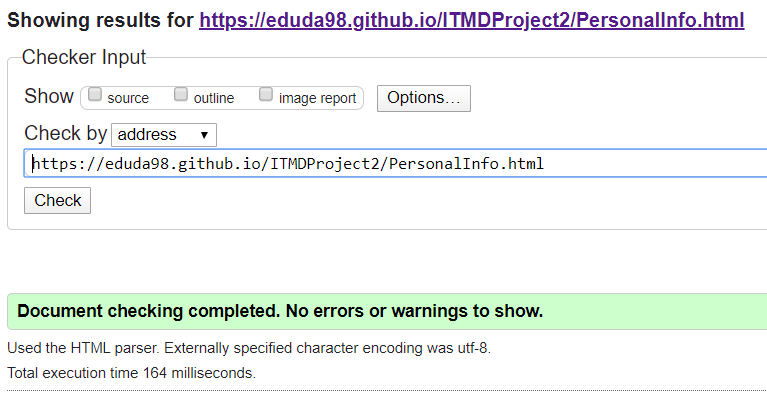 Showing results for https://eduda98.github.io/ITMDProject2/PersonalInfo.html
Checker Input
Show source outline image report Options...
Check by address
https://eduda98.github.io/ITMDProject2/PersonalInfo.html
Check
Document checking completed. No errors or warnings to show.
Used the HTML parser. Externally specified character encoding was utf-8.
Total execution time 164 milliseconds.